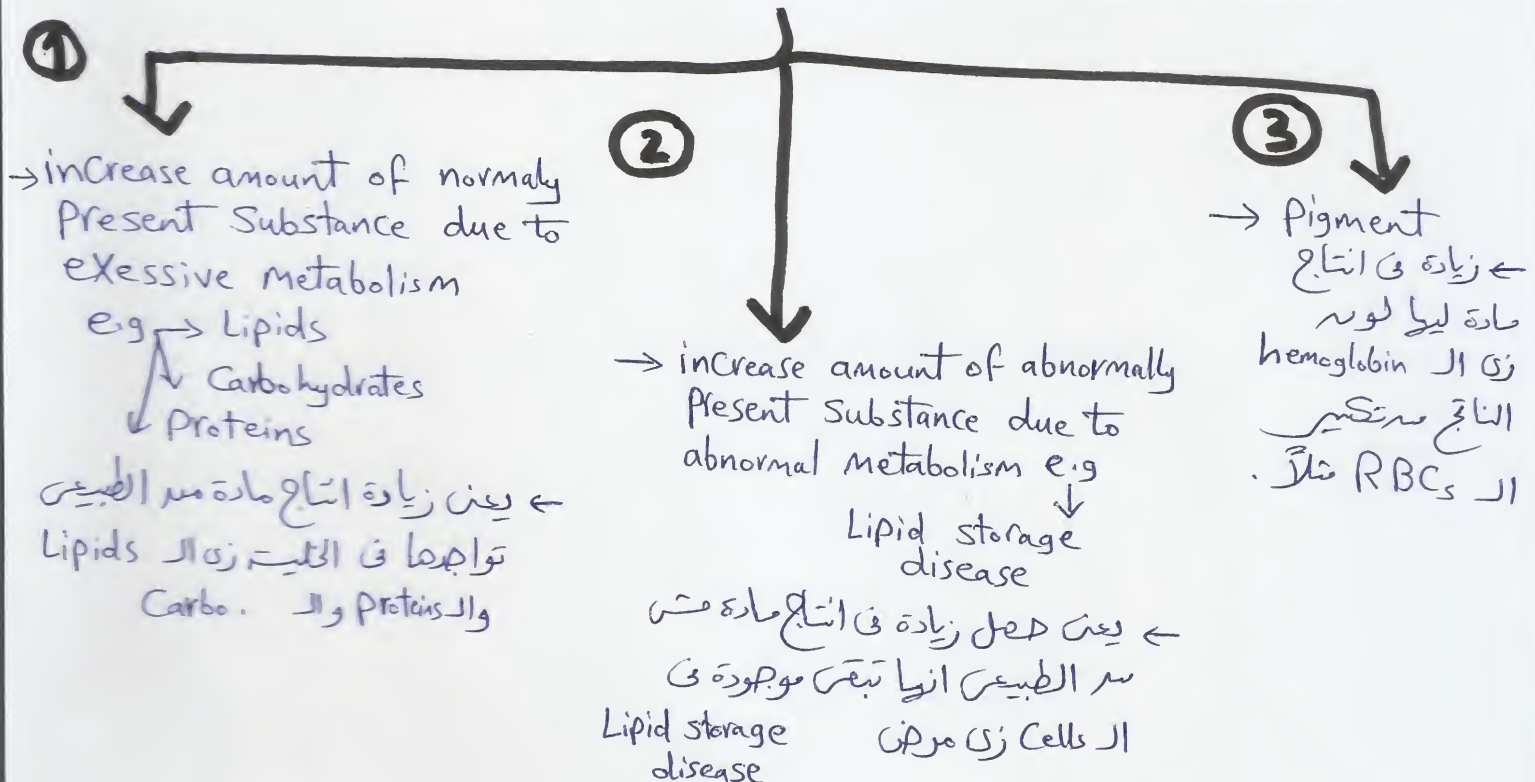 ①
→ increase amount of normaly
Present Substance due to
exessive metabolism
e.g → Lipids
Carbohydrates
Proteins
← يعنى زيادة انتاج مادة من الطبيعى
تواجدها فى الخلية زى الـ Lipids
والـ Proteins والـ Carbo.
②
→ increase amount of abnormally
Present Substance due to
abnormal metabolism e.g
↓
Lipid storage
disease
← يعنى حصل زيادة فى انتاج مادة مش
من الطبيعى انها تبقى موجودة فى
الـ Cells زى مرض Lipid storage
disease
③
→ Pigment
← زيادة فى انتاج
مادة ليها لون
زى الـ hemoglobin
الناتج من تكسير
الـ RBCs مثلاً.